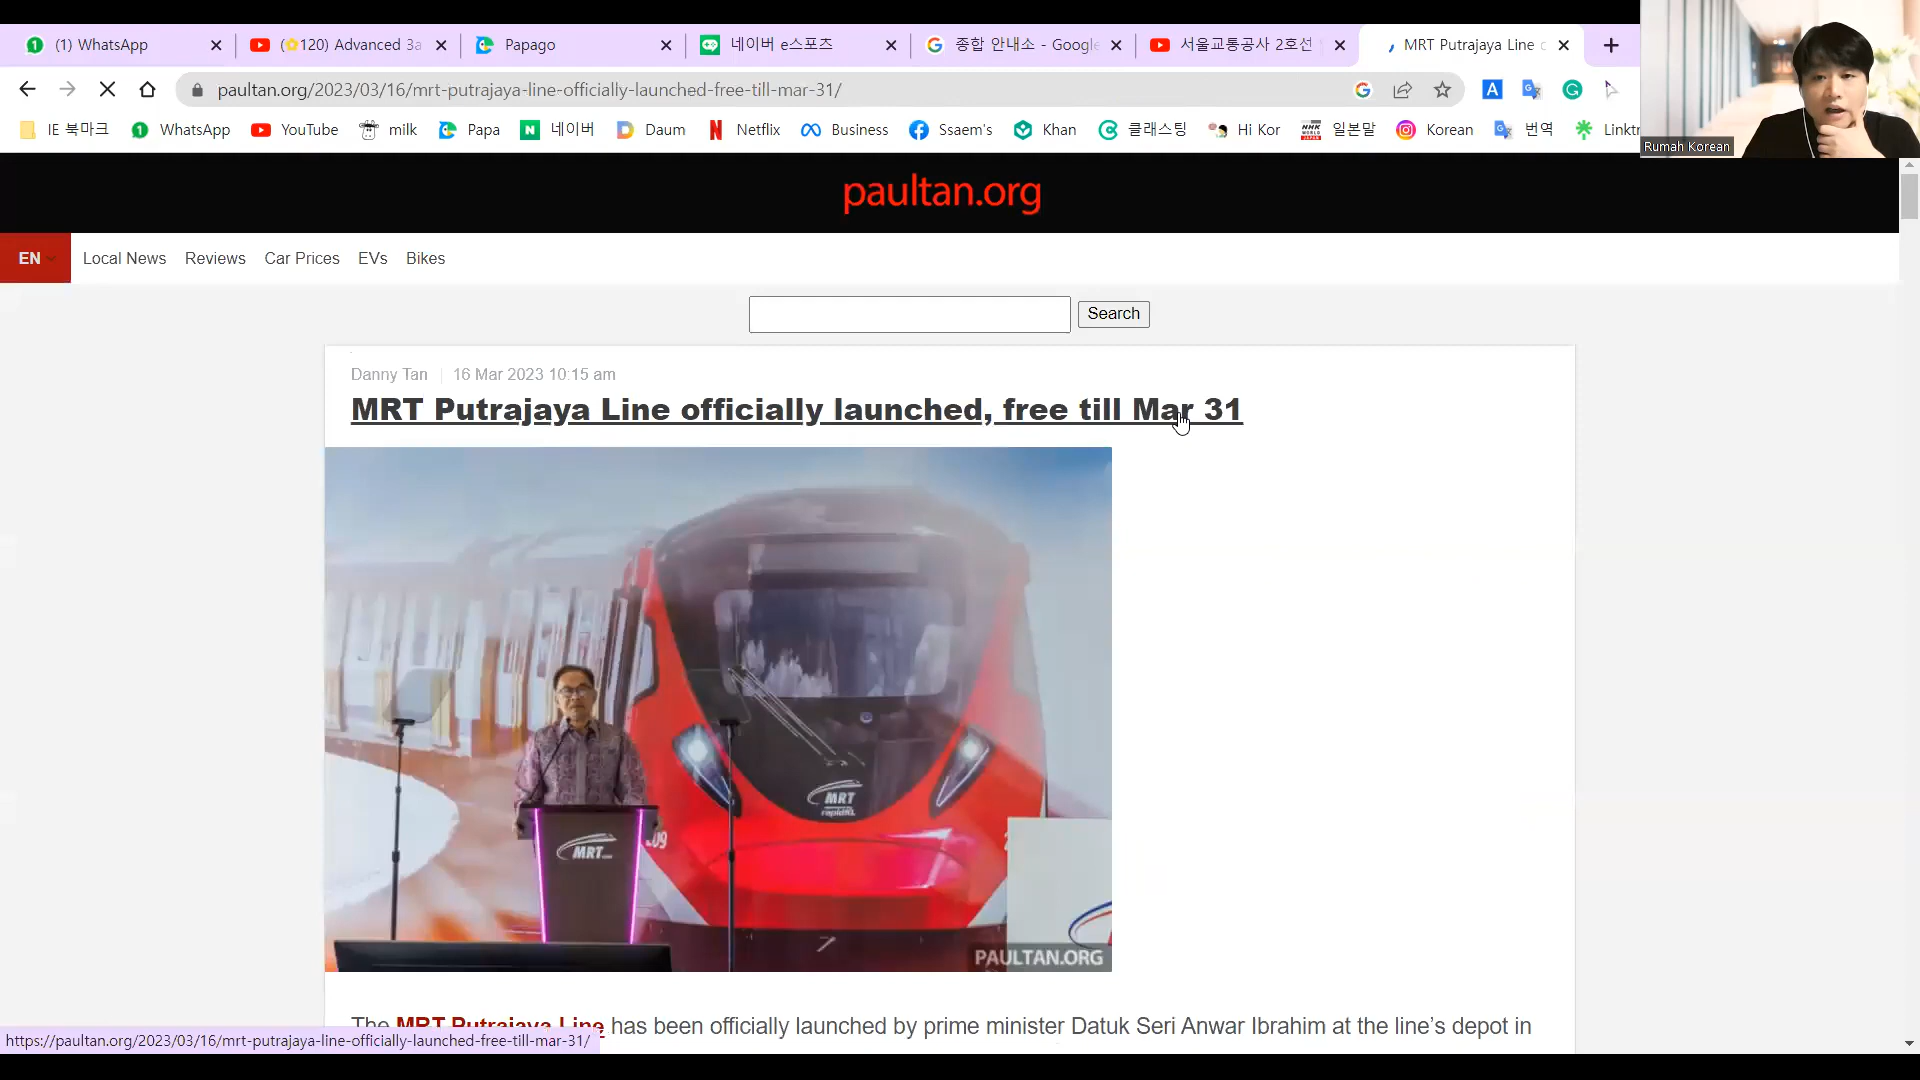 (1) WhatsApp
120) Advanced 3a
Papago
네이버 e스포츠
종합 안내소 - Google
서울교통공사 2호선
MRT Putrajaya Line
paultan.org/2023/03/16/mrt-putrajaya-line-officially-launched-free-till-mar-31/
IE 북마크
WhatsApp
YouTube
milk
Papa
네이버
Daum
Netflix
Business
Ssaem's
Khan
클래스팅
Hi Kor
일본말
Korean
번역
Linktr
Rumah Korean
paultan.org
EN
Local News
Reviews
Car Prices
EVs
Bikes
Search
Danny Tan
16 Mar 2023 10:15 am
MRT Putrajaya Line officially launched, free till Mar 31
MRT
rapidKL
MRT
PAULTAN.ORG
The MRT Putrajaya Line has been officially launched by prime minister Datuk Seri Anwar Ibrahim at the line's depot in
https://paultan.org/2023/03/16/mrt-putrajaya-line-officially-launched-free-till-mar-31/